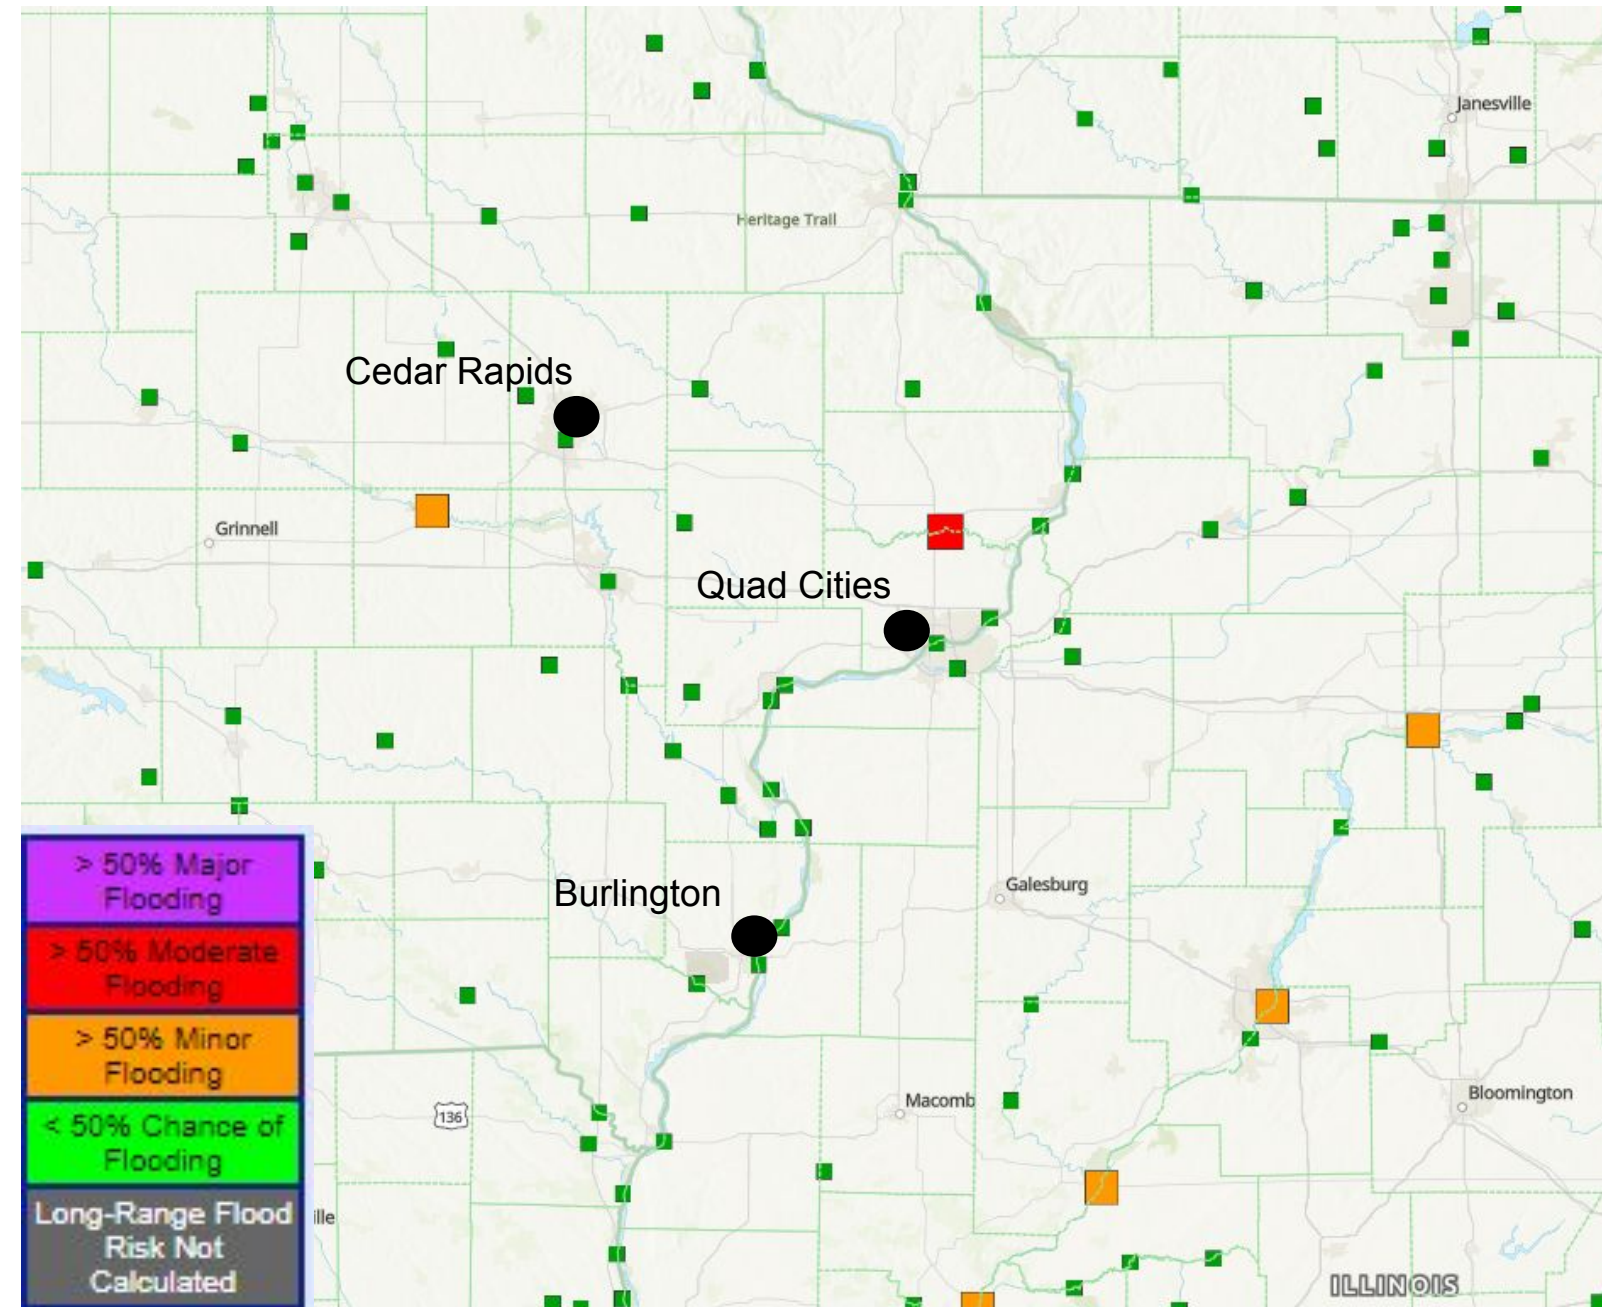 Janesville
Heritage Trail
Cedar Rapids
Grinnell
Quad Cities
> 50% Major
Flooding
> 50% Moderate
Flooding
> 50% Minor
Flooding
< 50% Chance of
Flooding
Long-Range Flood
Risk Not
Calculated
Galesburg
Burlington
Macomb
136
Bloomington
ille
ILLINOIS